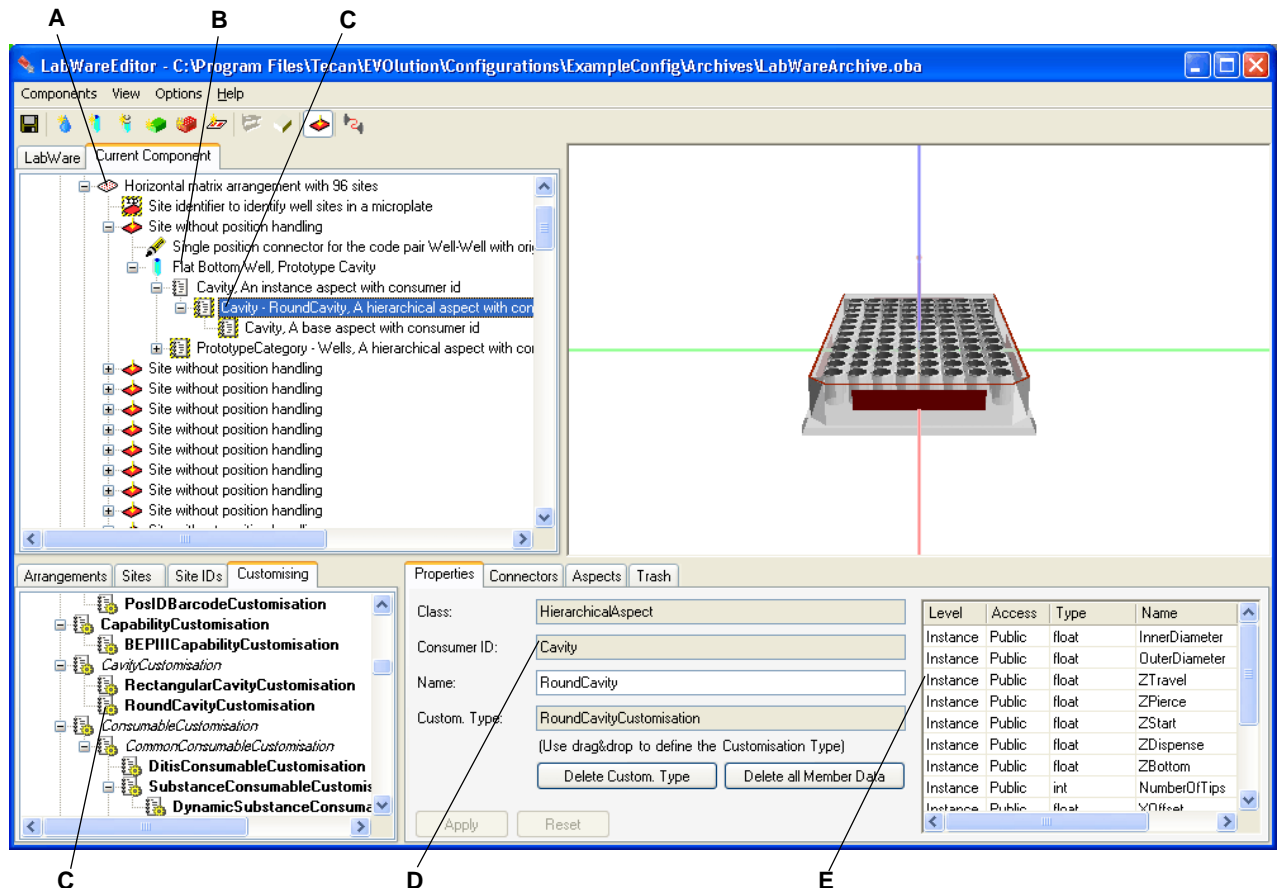 A B C
LabWareEditor - C:\Program Files\Tecan\EVOlution\Configurations\ExampleConfig\Archives\LabWareArchive.oba
Components View Options Help
LabWare Current Component
Horizontal matrix arrangement with 96 sites
Site identifier to identify well sites in a microplate
Site without position handling
Single position connector for the code pair Well-Well with ori
Flat Bottom Well, Prototype Cavity
Cavity, An instance aspect with consumer id
Cavity - RoundCavity, A hierarchical aspect with con
Cavity, A base aspect with consumer id
PrototypeCategory - Wells, A hierarchical aspect with co
Site without position handling
Site without position handling
Site without position handling
Site without position handling
Site without position handling
Site without position handling
Site without position handling
Site without position handling
Arrangements Sites Site IDs Customising
PosIDBarcodeCustomisation
CapabilityCustomisation
BEPIIICapabilityCustomisation
CavityCustomisation
RectangularCavityCustomisation
RoundCavityCustomisation
ConsumableCustomisation
CommonConsumableCustomisation
DitisConsumableCustomisation
SubstanceConsumableCustomis
DynamicSubstanceConsuma
Properties Connectors Aspects Trash
Class: HierarchicalAspect
Consumer ID: Cavity
Name: RoundCavity
Custom. Type: RoundCavityCustomisation
(Use drag&drop to define the Customisation Type)
Delete Custom. Type Delete all Member Data
Apply Reset
Level Access Type Name
Instance Public float InnerDiameter
Instance Public float OuterDiameter
Instance Public float ZTravel
Instance Public float ZPierce
Instance Public float ZStart
Instance Public float ZDispense
Instance Public float ZBottom
Instance Public int NumberOfTips
Instance Public float XOffset
C D E